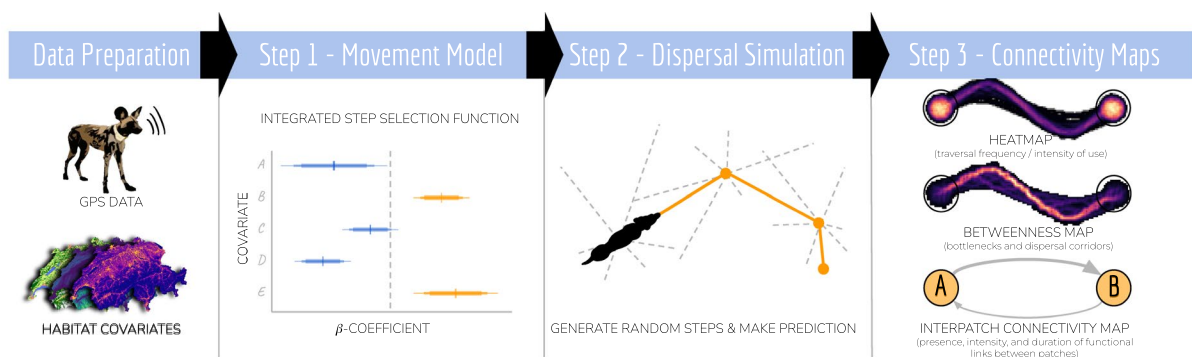 Data Preparation
Step 1 - Movement Model
Step 2 - Dispersal Simulation
Step 3 - Connectivity Maps
GPS DATA
HABITAT COVARIATES
INTEGRATED STEP SELECTION FUNCTION
COVARIATE
A
B
C
D
E
β-COEFFICIENT
GENERATE RANDOM STEPS & MAKE PREDICTION
HEATMAP
(traversal frequency / intensity of use)
BETWEENNESS MAP
(bottlenecks and dispersal corridors)
A
B
INTERPATCH CONNECTIVITY MAP
(presence, intensity, and duration of functional
links between patches)